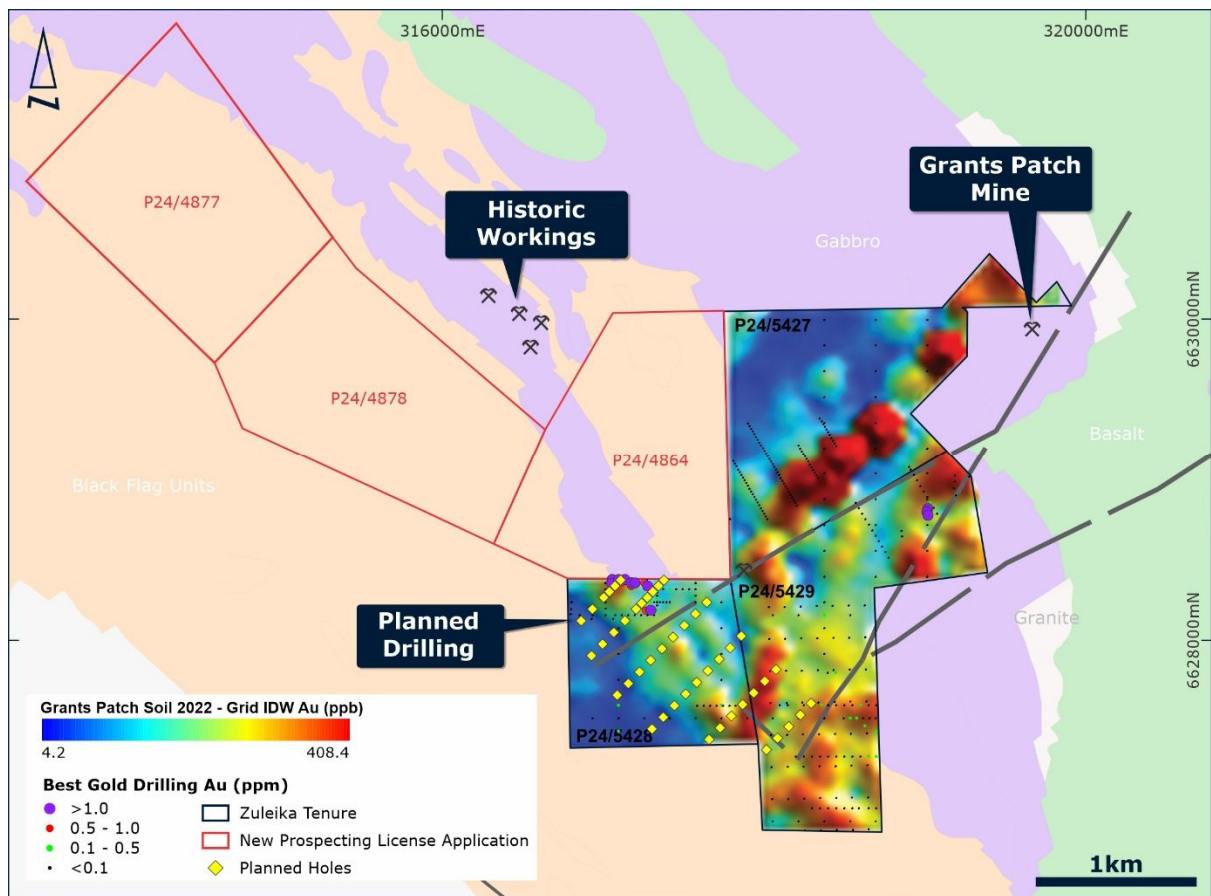 316000mE
320000mE
Z
Grants Patch
Mine
P24/4877
Historic
Workings
Gabbro
P24/5427
6630000mN
P24/4878
P24/4864
Basalt
Black Flag Units
P24/5429
Planned
Drilling
Granite
6628000mN
P24/5428
Grants Patch Soil 2022 - Grid IDW Au (ppb)
4.2
408.4
Best Gold Drilling Au (ppm)
>1.0
0.5 - 1.0
0.1 - 0.5
<0.1
Zuleika Tenure
New Prospecting License Application
Planned Holes
1km